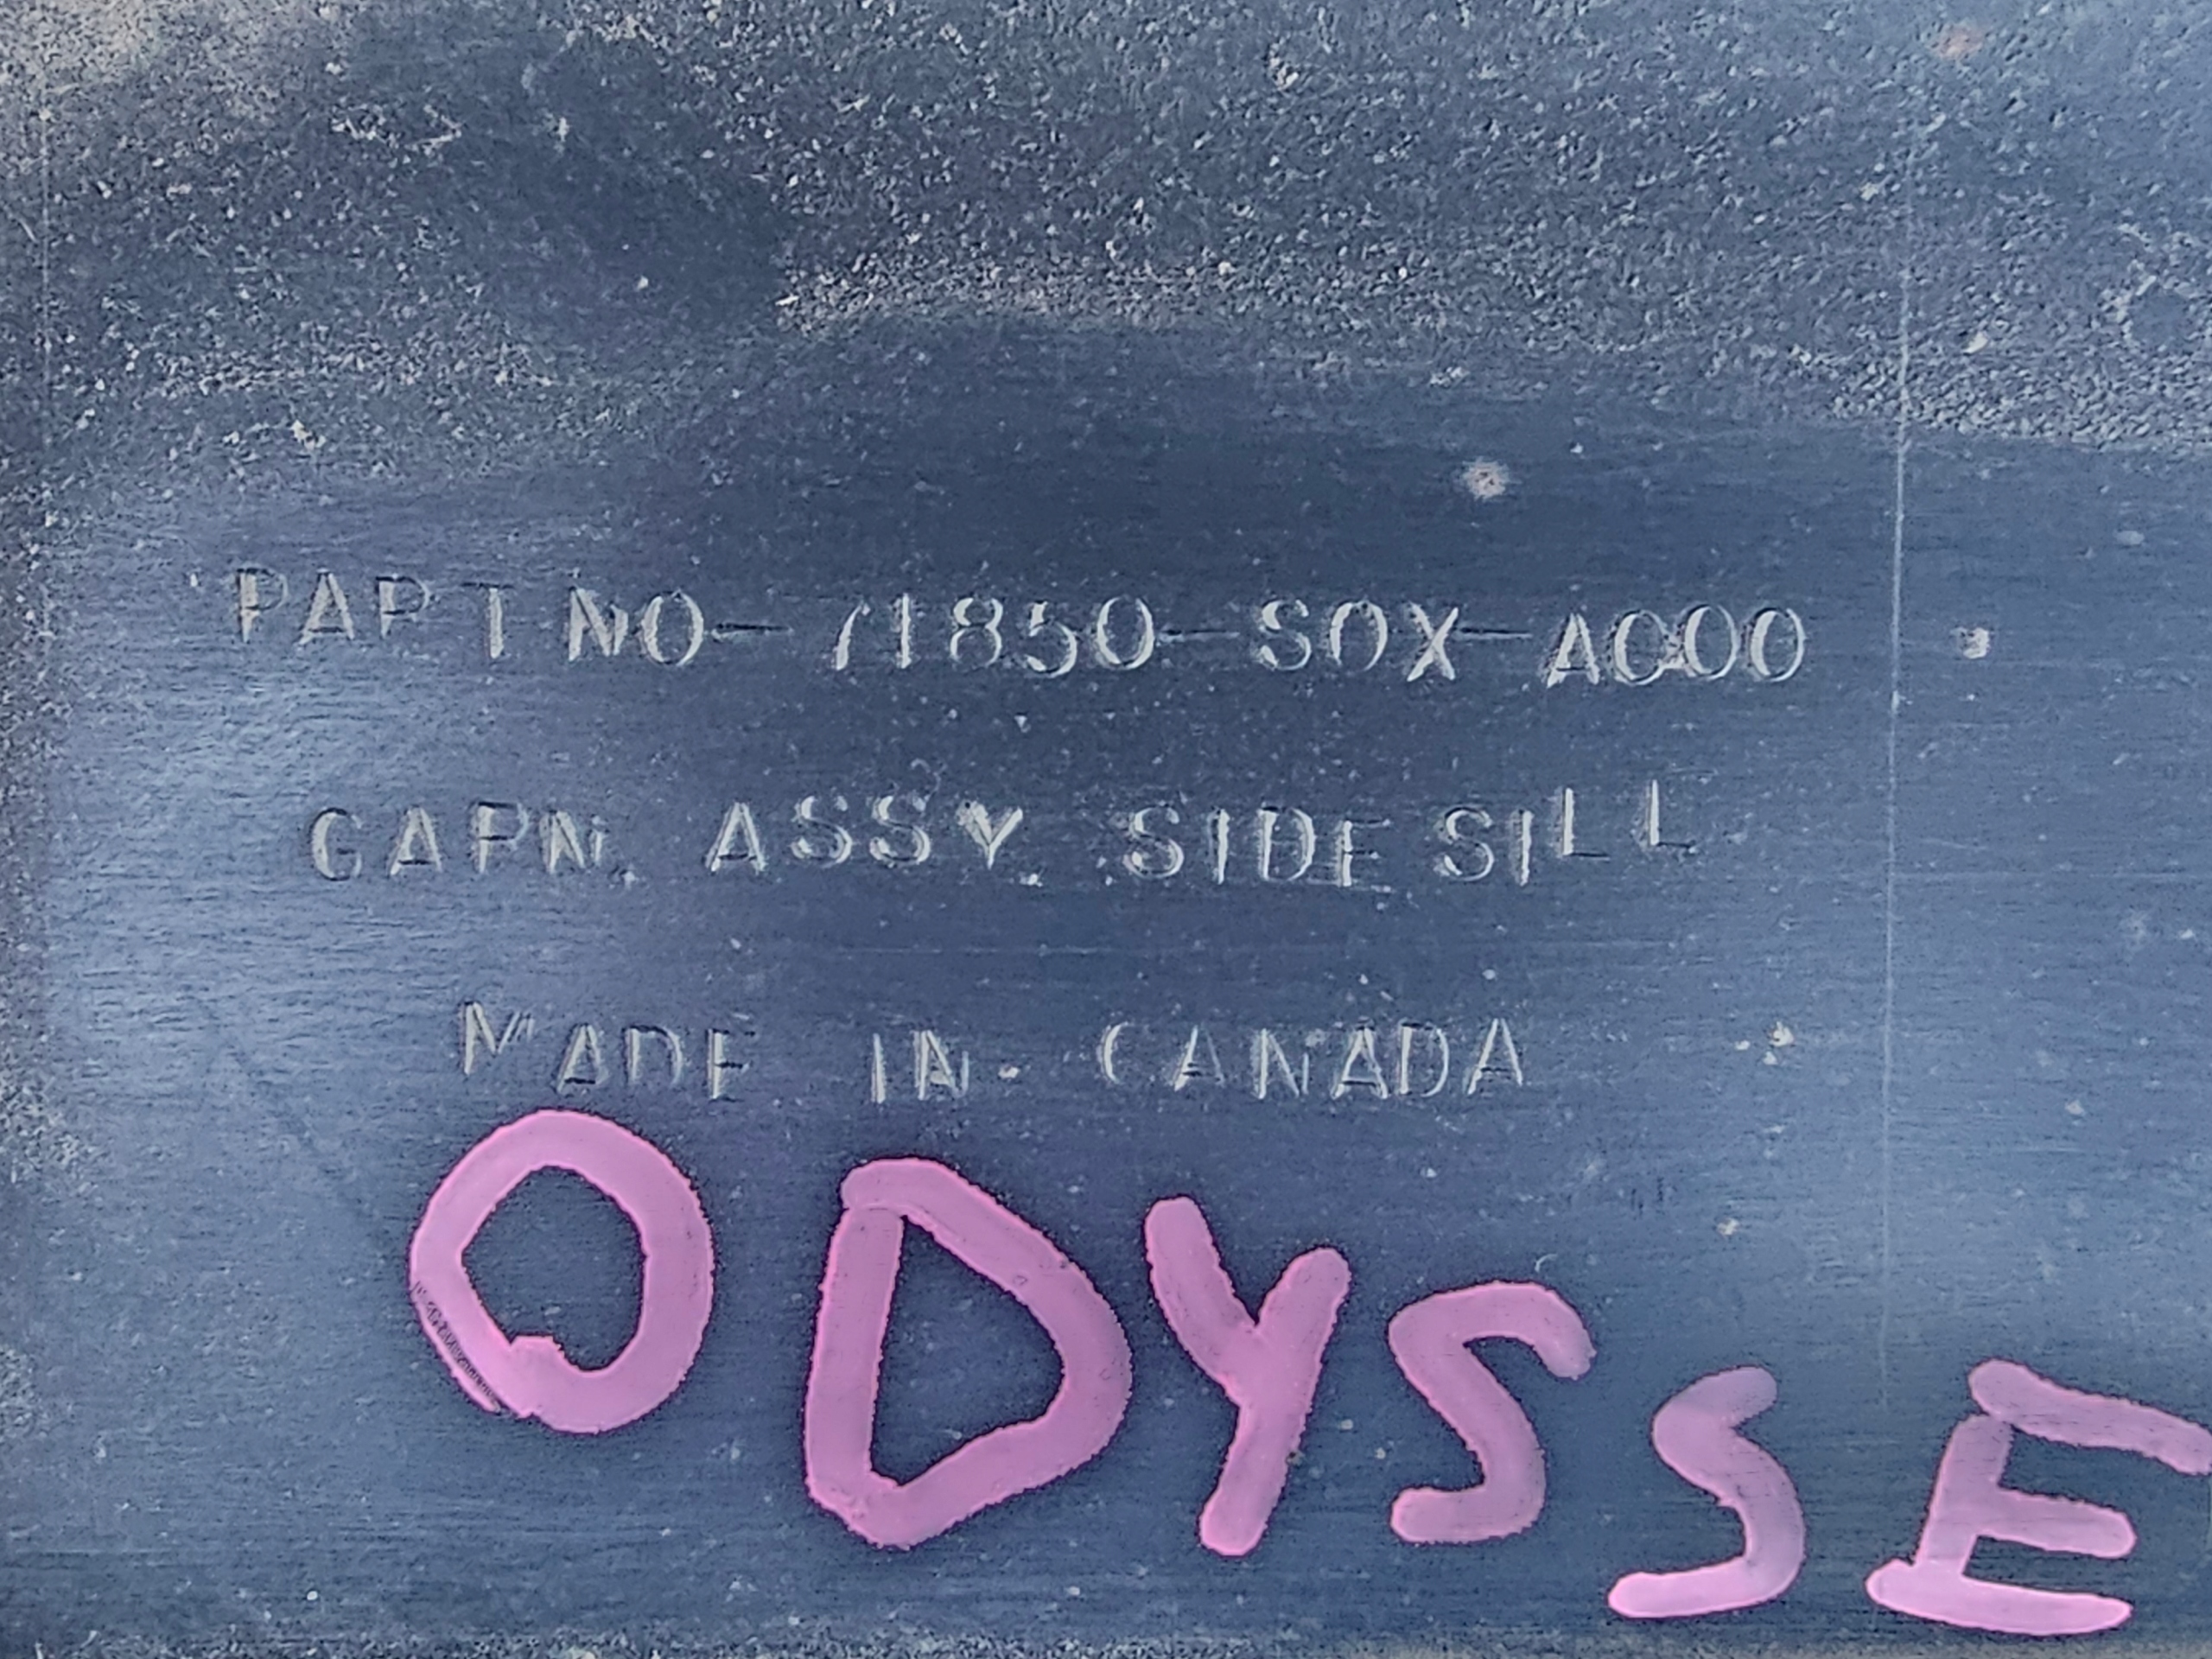 PART NO-71850-S0X-A000
GARN, ASSY, SIDE SILL
MADE IN CANADA
ODYSSE